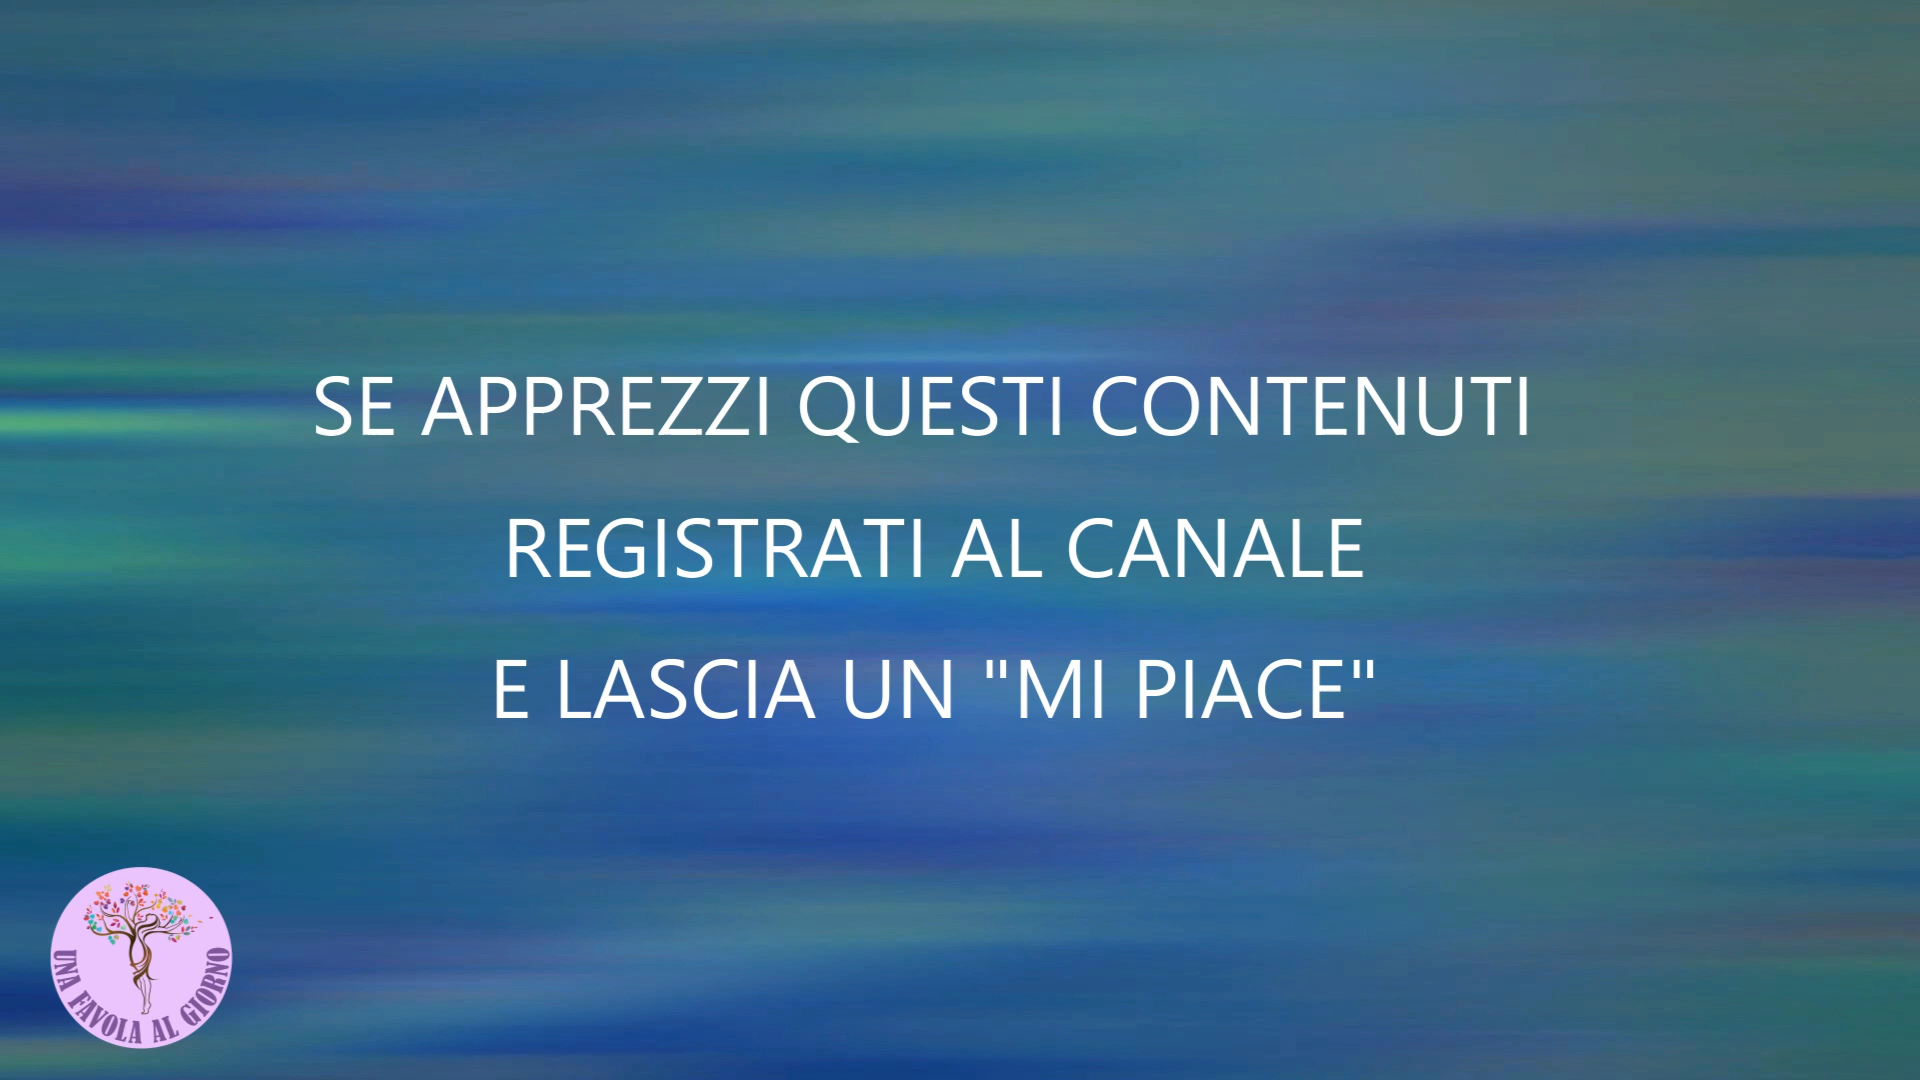 SE APPREZZI QUESTI CONTENUTI
REGISTRATI AL CANALE
E LASCIA UN "MI PIACE"
UNA FAVOLA AL GIORNO